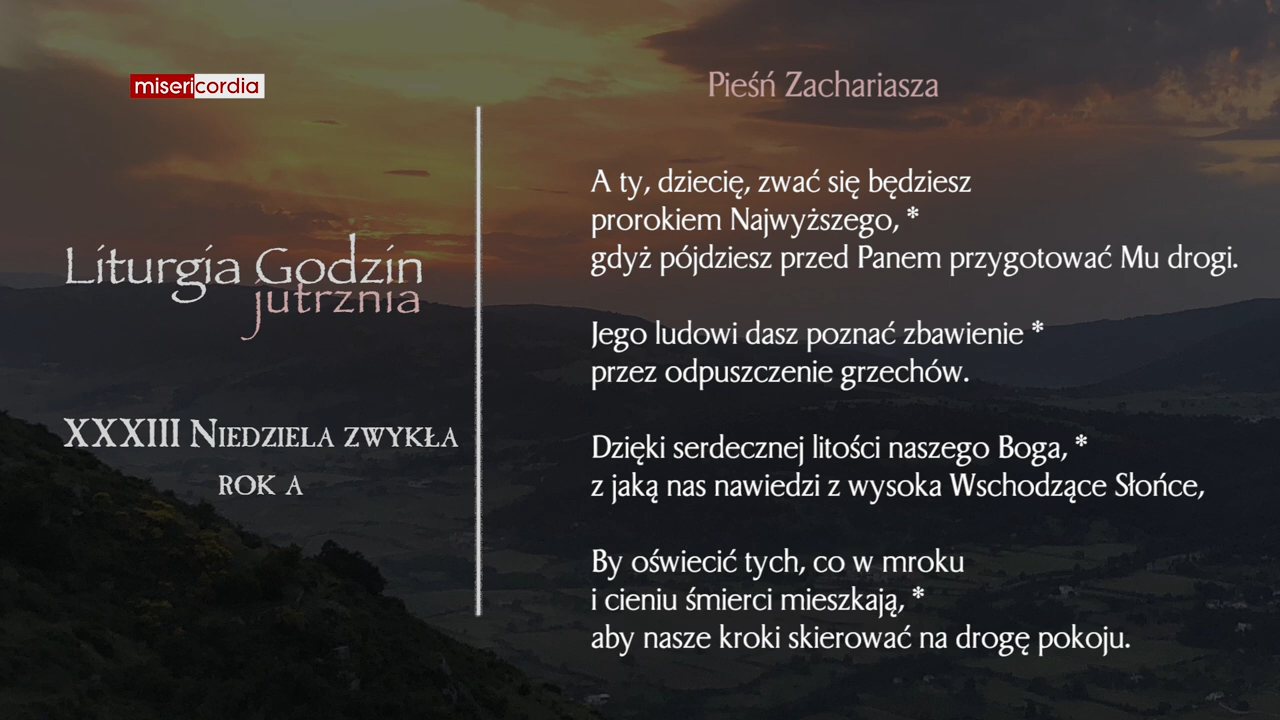 misericordia
Liturgia Godzin
jutrznia
XXXIII Niedziela zwykła
rok A
Pieśń Zachariasza
A ty, dziecię, zwać się będziesz
prorokiem Najwyższego, *
gdyż pójdziesz przed Panem przygotować Mu drogi.
Jego ludowi dasz poznać zbawienie *
przez odpuszczenie grzechów.
Dzięki serdecznej litości naszego Boga, *
z jaką nas nawiedzi z wysoka Wschodzące Słońce,
By oświecić tych, co w mroku
i cieniu śmierci mieszkają, *
aby nasze kroki skierować na drogę pokoju.